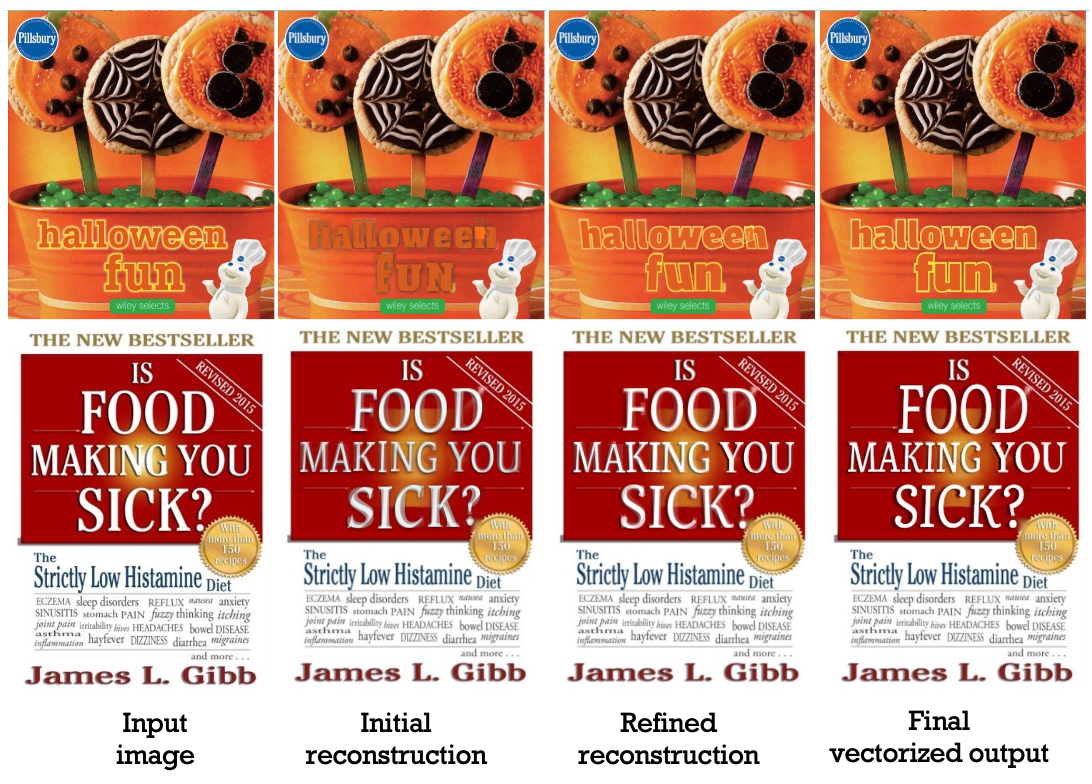 Pillsbury
halloween
fun
wiley selects
Pillsbury
halloween
fun
wiley selects
Pillsbury
halloween
fun
wiley selects
Pillsbury
halloween
fun
wiley selects
THE NEW BESTSELLER
IS
FOOD
MAKING YOU
SICK?
REVISED 2015
With
more than
150
recipes
The
Strictly Low Histamine Diet
ECZEMA sleep disorders REFLUX nausea anxiety
SINUSITIS stomach PAIN fuzzy thinking itching
joint pain irritability hives HEADACHES bowel DISEASE
asthma
inflammation hayfever DIZZINESS diarrhea migraines
and more . . .
James L. Gibb
THE NEW BESTSELLER
IS
FOOD
MAKING YOU
SICK?
REVISED 2015
With
more than
150
recipes
The
Strictly Low Histamine Diet
ECZEMA sleep disorders REFLUX nausea anxiety
SINUSITIS stomach PAIN fuzzy thinking itching
joint pain irritability hives HEADACHES bowel DISEASE
asthma
inflammation hayfever DIZZINESS diarrhea migraines
and more . . .
James L. Gibb
THE NEW BESTSELLER
IS
FOOD
MAKING YOU
SICK?
REVISED 2015
With
more than
150
recipes
The
Strictly Low Histamine Diet
ECZEMA sleep disorders REFLUX nausea anxiety
SINUSITIS stomach PAIN fuzzy thinking itching
joint pain irritability hives HEADACHES bowel DISEASE
asthma
inflammation hayfever DIZZINESS diarrhea migraines
and more . . .
James L. Gibb
THE NEW BESTSELLER
IS
FOOD
MAKING YOU
SICK?
REVISED 2015
With
more than
150
recipes
The
Strictly Low Histamine Diet
ECZEMA sleep disorders REFLUX nausea anxiety
SINUSITIS stomach PAIN fuzzy thinking itching
joint pain irritability hives HEADACHES bowel DISEASE
asthma
inflammation hayfever DIZZINESS diarrhea migraines
and more . . .
James L. Gibb
Input
image
Initial
reconstruction
Refined
reconstruction
Final
vectorized output